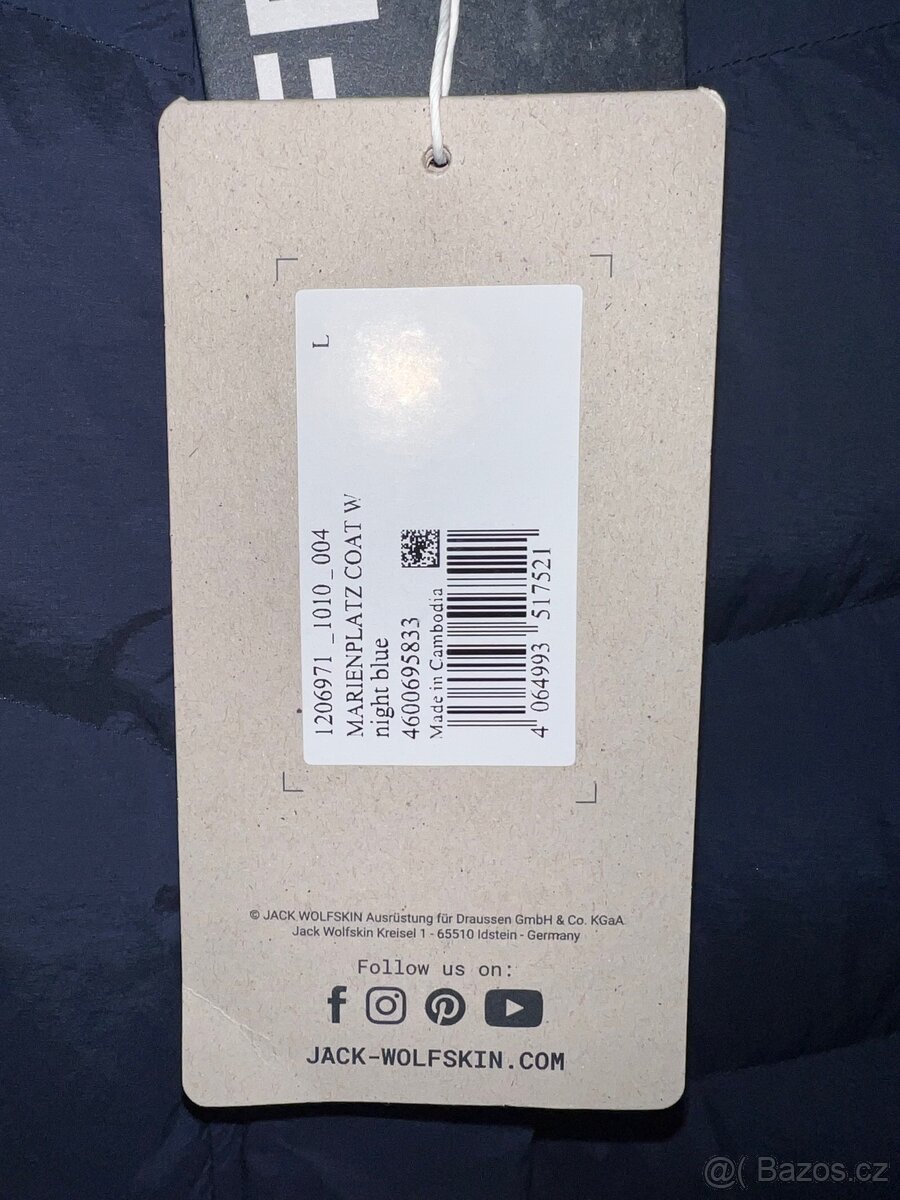 1206971 _1010 _004 L
MARIENPLATZ COAT W
night blue
4600695833
Made in Cambodia
4 064993 517521
© JACK WOLFSKIN Ausrüstung für Draussen GmbH & Co. KGaA
Jack Wolfskin Kreisel 1 - 65510 Idstein - Germany
Follow us on:
JACK-WOLFSKIN.COM
@( Bazos.cz